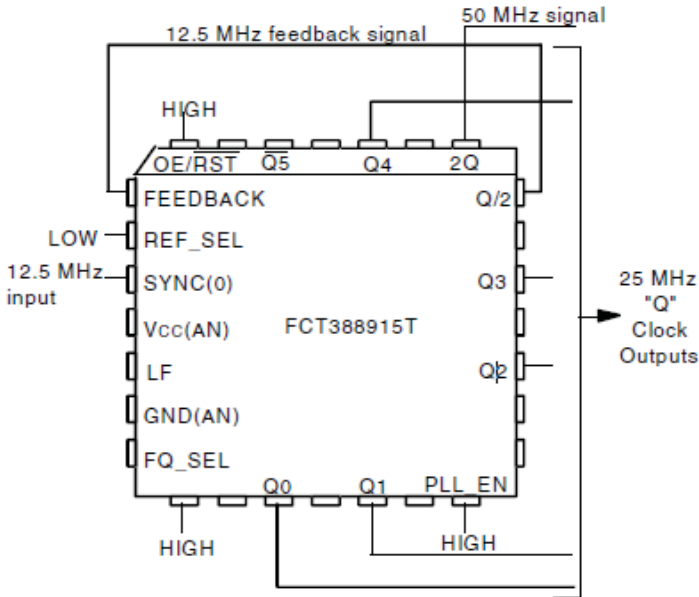 50 MHz signal
12.5 MHz feedback signal
HIGH
OE/RST Q5 Q4 2Q
FEEDBACK Q/2
LOW REF_SEL
12.5 MHz
input
SYNC(0) Q3
25 MHz
"Q"
Clock
Outputs
VCC(AN) FCT388915T
LF Q2
GND(AN)
FQ_SEL
Q0 Q1 PLL_EN
HIGH HIGH